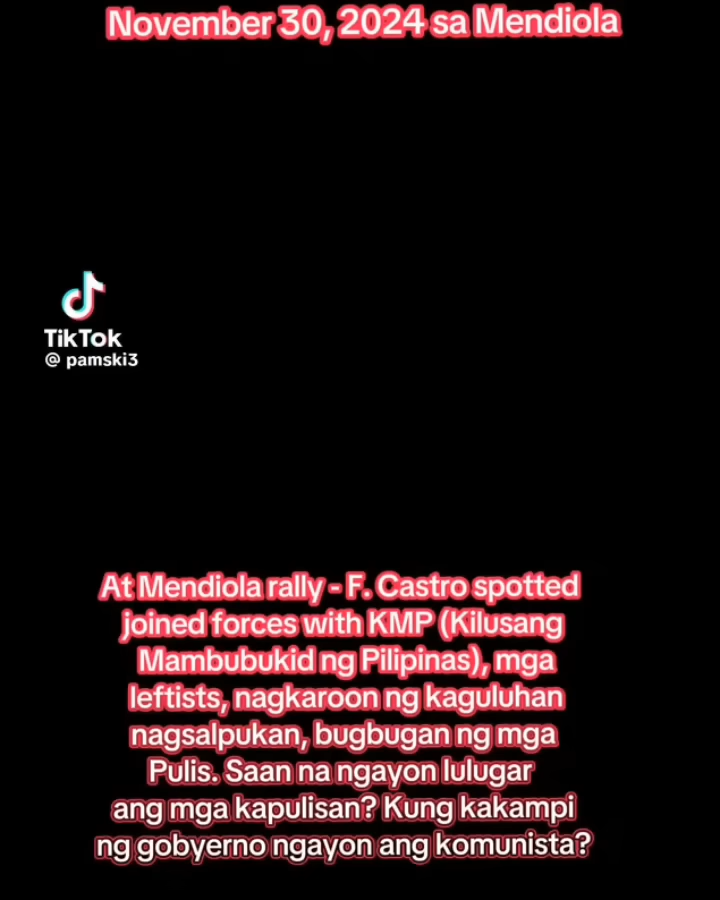 November 30, 2024 sa Mendiola
TikTok
@ pamski3
At Mendiola rally - F. Castro spotted
joined forces with KMP (Kilusang
Mambubukid ng Pilipinas), mga
leftists, nagkaroon ng kaguluhan
nagsalpukan, bugbugan ng mga
Pulis. Saan na ngayon lulugar
ang mga kapulisan? Kung kakampi
ng gobyerno ngayon ang komunista?